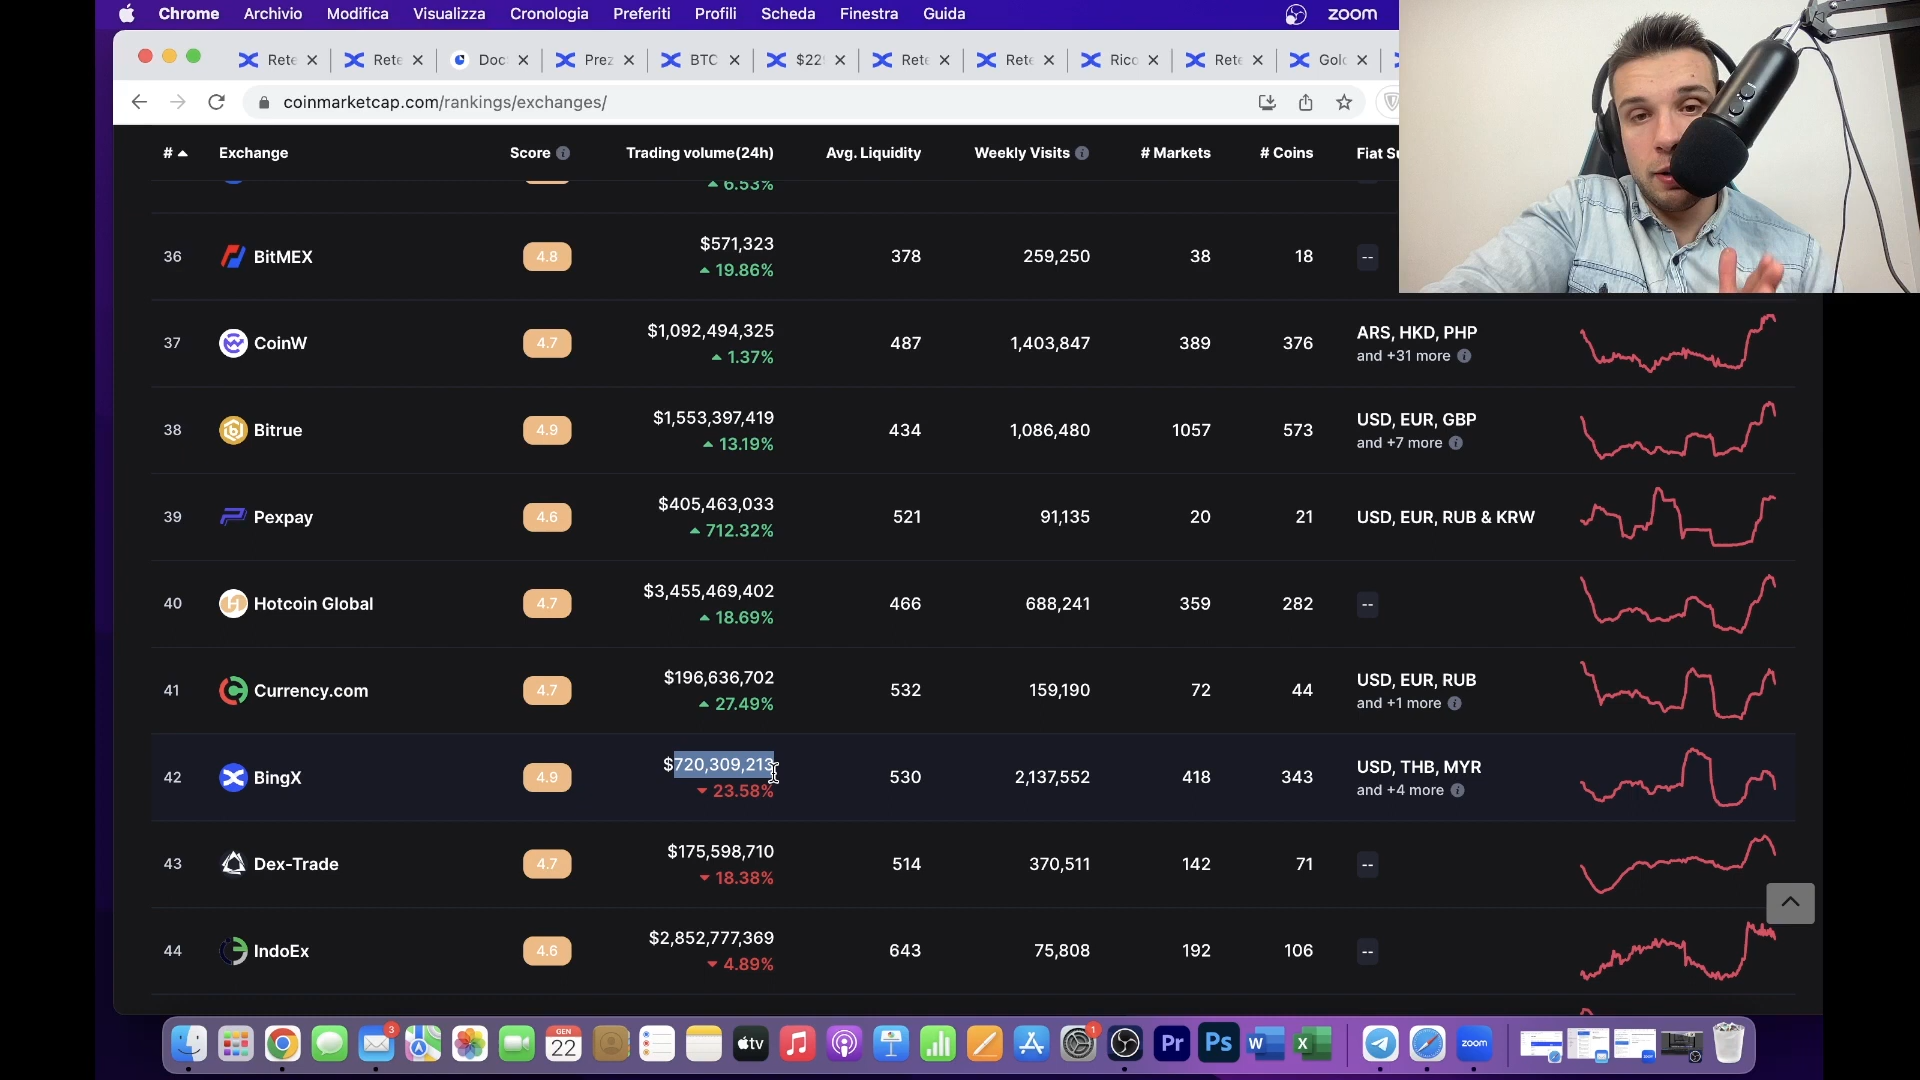 Chrome Archivio Modifica Visualizza Cronologia Preferiti Profili Scheda Finestra Guida zoom
Rete Rete Doc Prez BTC $22 Rete Rete Rico Rete Gold
coinmarketcap.com/rankings/exchanges/
# Exchange Score Trading volume(24h) Avg. Liquidity Weekly Visits # Markets # Coins Fiat Su
6.53%
36 BitMEX 4.8 $571,323 378 259,250 38 18 --
19.86%
37 CoinW 4.7 $1,092,494,325 487 1,403,847 389 376 ARS, HKD, PHP
1.37% and +31 more
38 Bitrue 4.9 $1,553,397,419 434 1,086,480 1057 573 USD, EUR, GBP
13.19% and +7 more
39 Pexpay 4.6 $405,463,033 521 91,135 20 21 USD, EUR, RUB & KRW
712.32%
40 Hotcoin Global 4.7 $3,455,469,402 466 688,241 359 282 --
18.69%
41 Currency.com 4.7 $196,636,702 532 159,190 72 44 USD, EUR, RUB
27.49% and +1 more
42 BingX 4.9 $720,309,213 530 2,137,552 418 343 USD, THB, MYR
23.58% and +4 more
43 Dex-Trade 4.7 $175,598,710 514 370,511 142 71 --
18.38%
44 IndoEx 4.6 $2,852,777,369 643 75,808 192 106 --
4.89%
3 GEN 22 tv 1 Pr Ps W X zoom